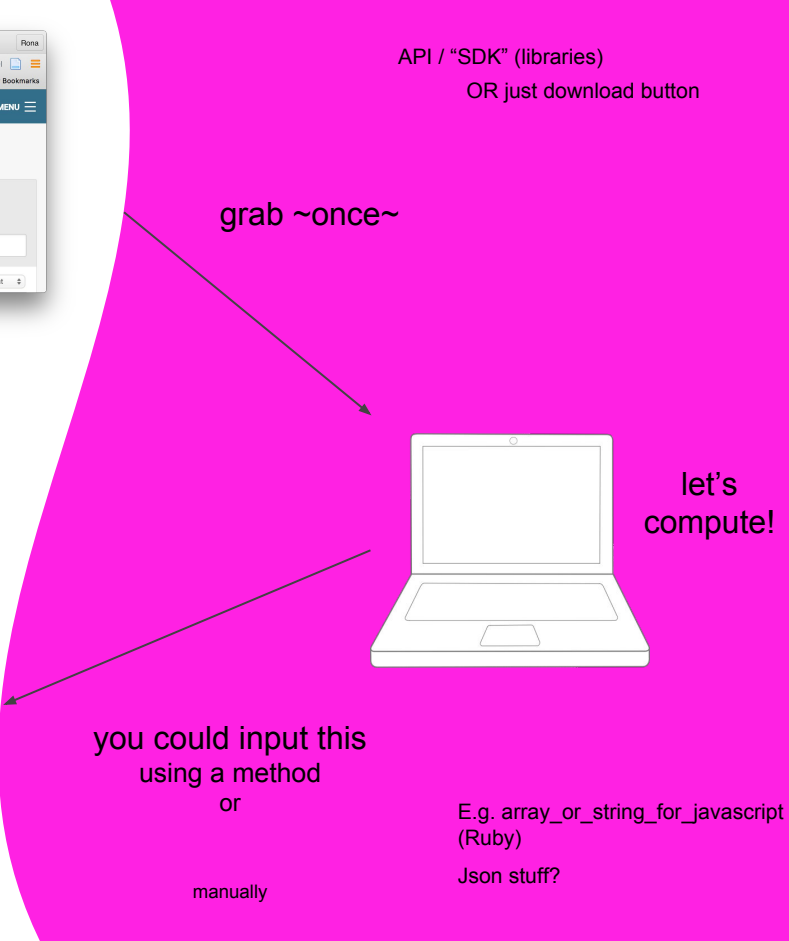 Rona
Bookmarks
MENU
API / “SDK” (libraries)
OR just download button
grab ~once~
let’s
compute!
you could input this
using a method
or
manually
E.g. array_or_string_for_javascript
(Ruby)
Json stuff?